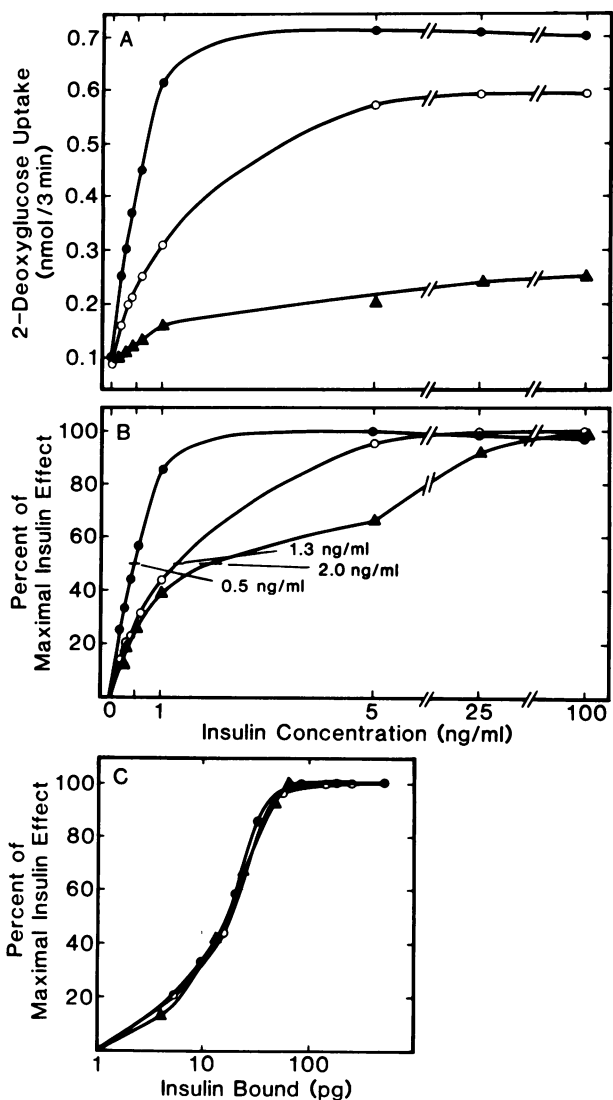 A
0.7
0.6
0.5
0.4
0.3
0.2
0.1
2-Deoxyglucose Uptake
(nmol/3 min)
B
100
80
60
40
20
Percent of
Maximal Insulin Effect
1.3 ng/ml
2.0 ng/ml
0.5 ng/ml
0 1 5 25 100
Insulin Concentration (ng/ml)
C
100
80
60
40
20
Percent of
Maximal Insulin Effect
1 10 100
Insulin Bound (pg)